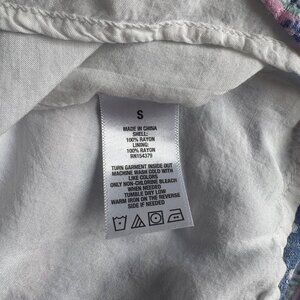 S
MADE IN CHINA
SHELL:
100% RAYON
LINING:
100% RAYON
RN154379
TURN GARMENT INSIDE OUT
MACHINE WASH COLD WITH
LIKE COLORS
ONLY NON-CHLORINE BLEACH
WHEN NEEDED
TUMBLE DRY LOW
WARM IRON ON THE REVERSE
SIDE IF NEEDED